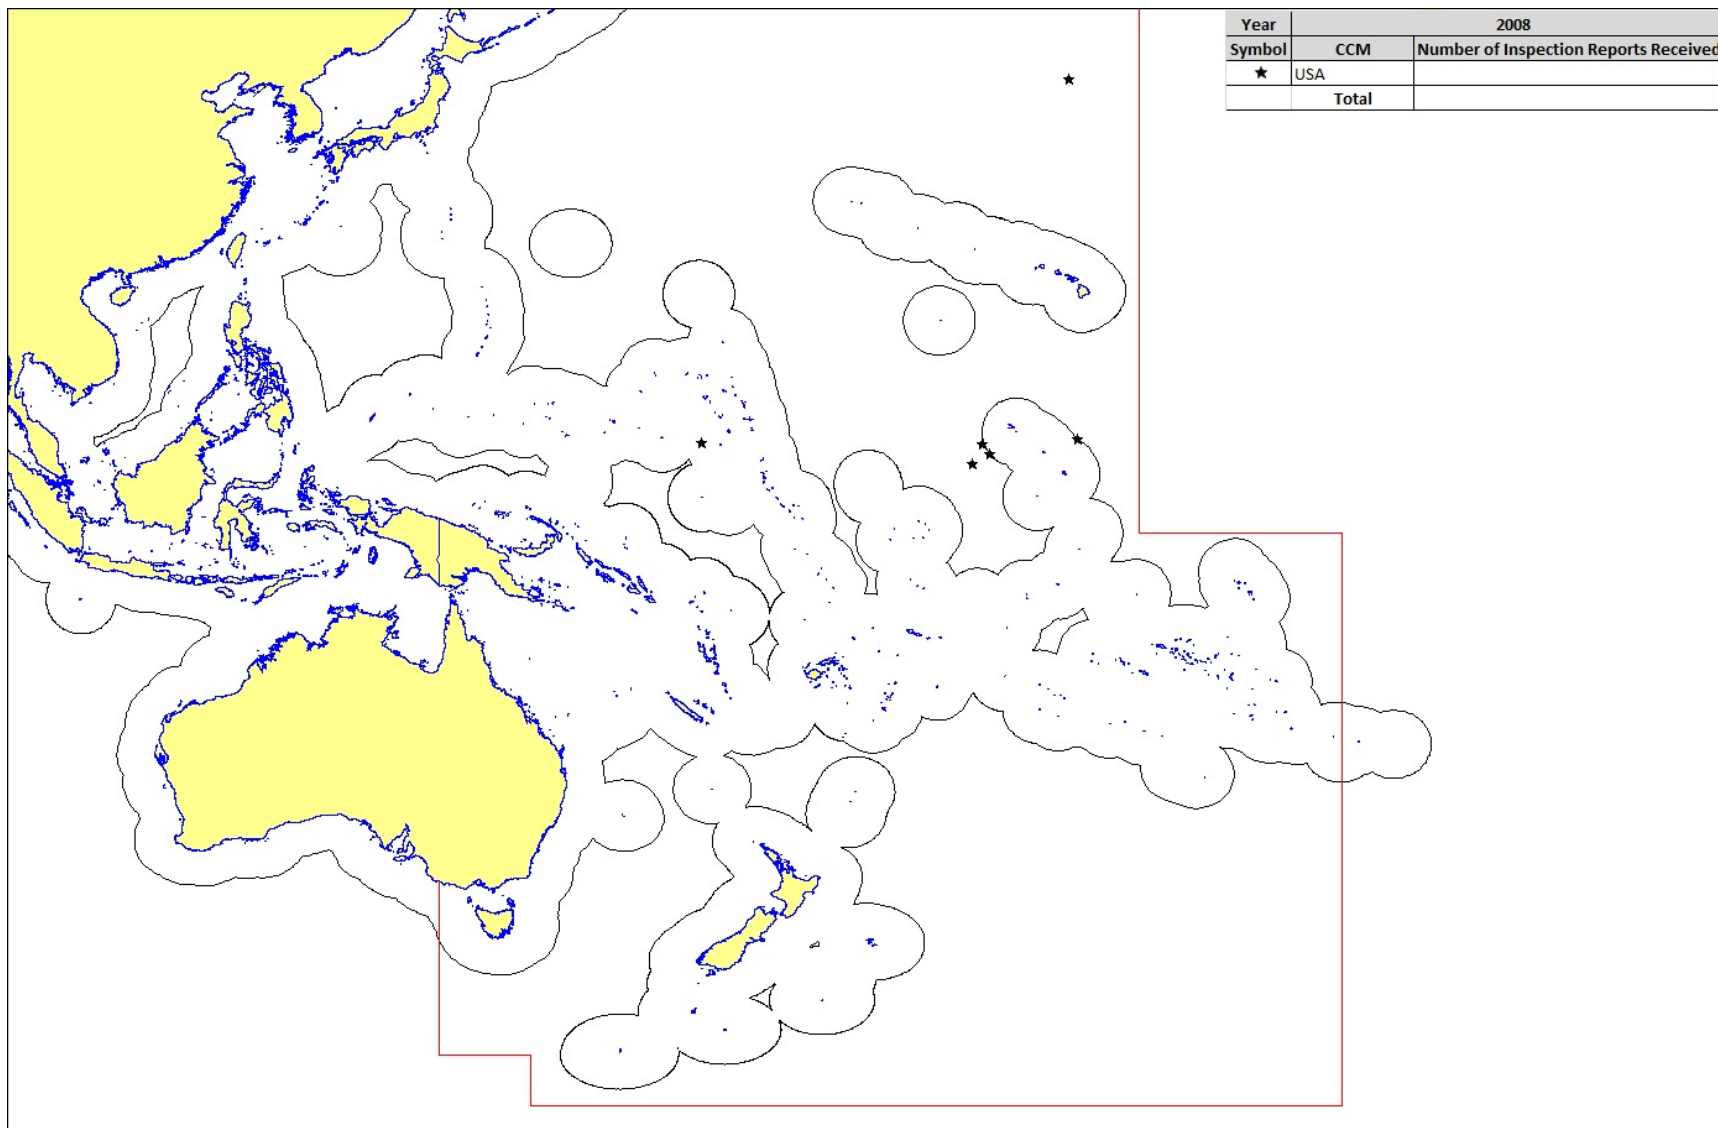 Year 2008
Symbol CCM Number of Inspection Reports Received
★ USA
Total